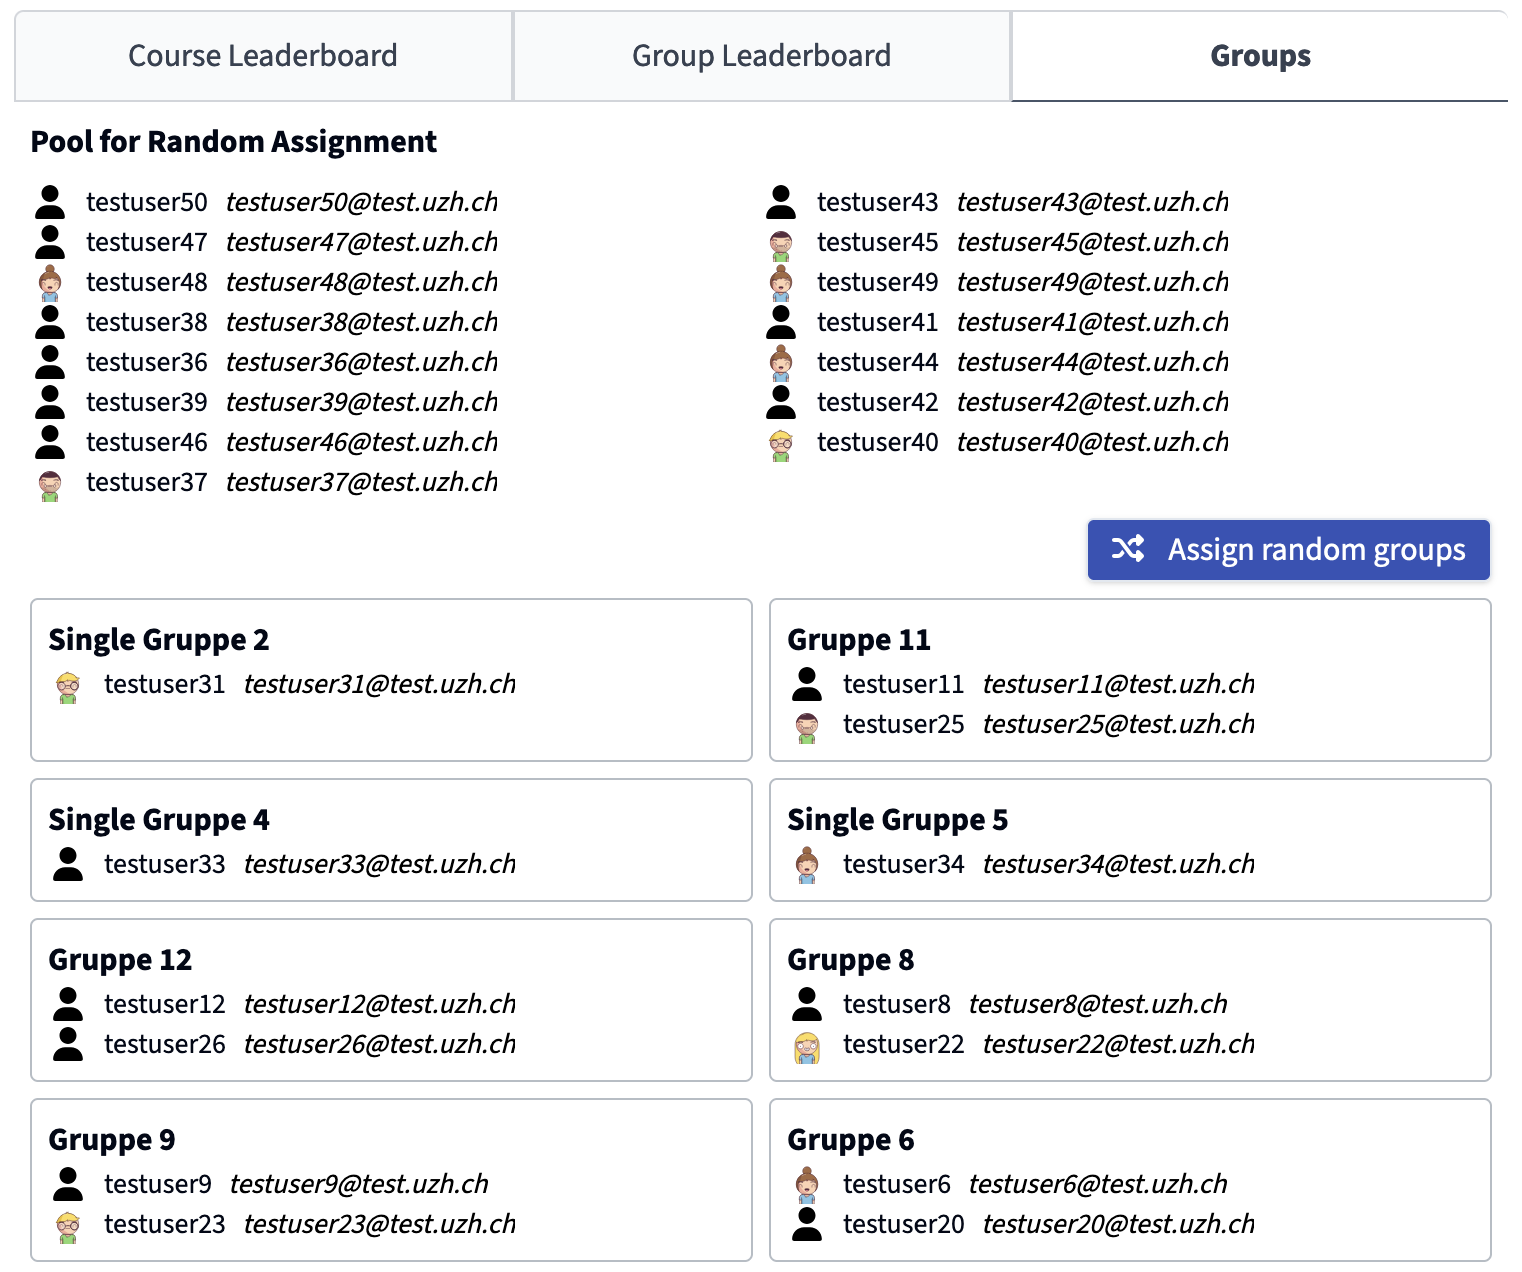 Course Leaderboard
Group Leaderboard
Groups
Pool for Random Assignment
testuser50 testuser50@test.uzh.ch
testuser47 testuser47@test.uzh.ch
testuser48 testuser48@test.uzh.ch
testuser38 testuser38@test.uzh.ch
testuser36 testuser36@test.uzh.ch
testuser39 testuser39@test.uzh.ch
testuser46 testuser46@test.uzh.ch
testuser37 testuser37@test.uzh.ch
testuser43 testuser43@test.uzh.ch
testuser45 testuser45@test.uzh.ch
testuser49 testuser49@test.uzh.ch
testuser41 testuser41@test.uzh.ch
testuser44 testuser44@test.uzh.ch
testuser42 testuser42@test.uzh.ch
testuser40 testuser40@test.uzh.ch
Assign random groups
Single Gruppe 2
testuser31 testuser31@test.uzh.ch
Gruppe 11
testuser11 testuser11@test.uzh.ch
testuser25 testuser25@test.uzh.ch
Single Gruppe 4
testuser33 testuser33@test.uzh.ch
Single Gruppe 5
testuser34 testuser34@test.uzh.ch
Gruppe 12
testuser12 testuser12@test.uzh.ch
testuser26 testuser26@test.uzh.ch
Gruppe 8
testuser8 testuser8@test.uzh.ch
testuser22 testuser22@test.uzh.ch
Gruppe 9
testuser9 testuser9@test.uzh.ch
testuser23 testuser23@test.uzh.ch
Gruppe 6
testuser6 testuser6@test.uzh.ch
testuser20 testuser20@test.uzh.ch